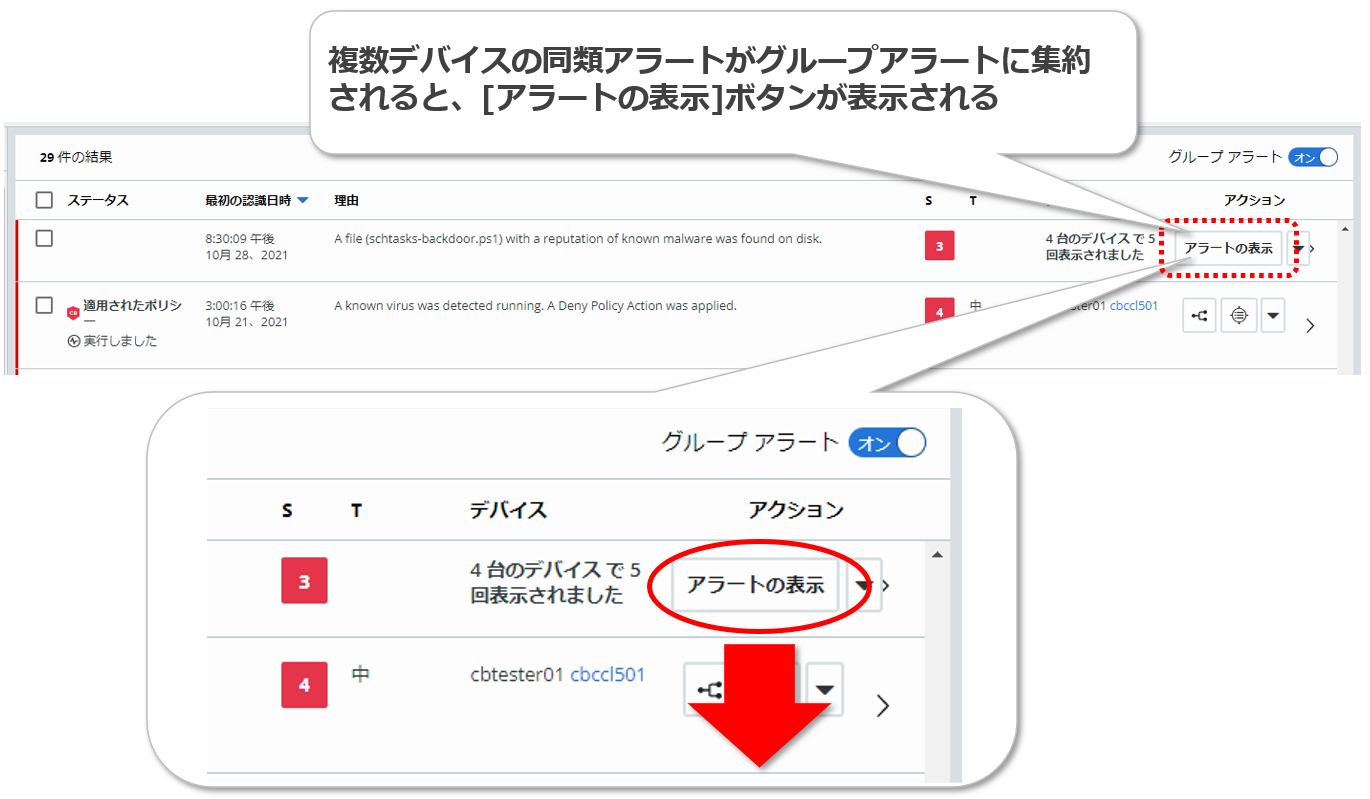 複数デバイスの同類アラートがグループアラートに集約
されると、[アラートの表示]ボタンが表示される
29 件の結果
グループ アラート オン
ステータス 最初の認識日時 理由 S T アクション
8:30:09 午後 A file (schtasks-backdoor.ps1) with a reputation of known malware was found on disk. 3 4 台のデバイス で 5 アラートの表示
10月 28、2021 回表示されました
適用されたポリシ 3:00:16 午後 A known virus was detected running. A Deny Policy Action was applied. 4 中 ster01 cbccl501
ー 10月 21、2021
実行しました
グループ アラート オン
S T デバイス アクション
3 4 台のデバイス で 5 アラートの表示
回表示されました
4 中 cbtester01 cbccl501